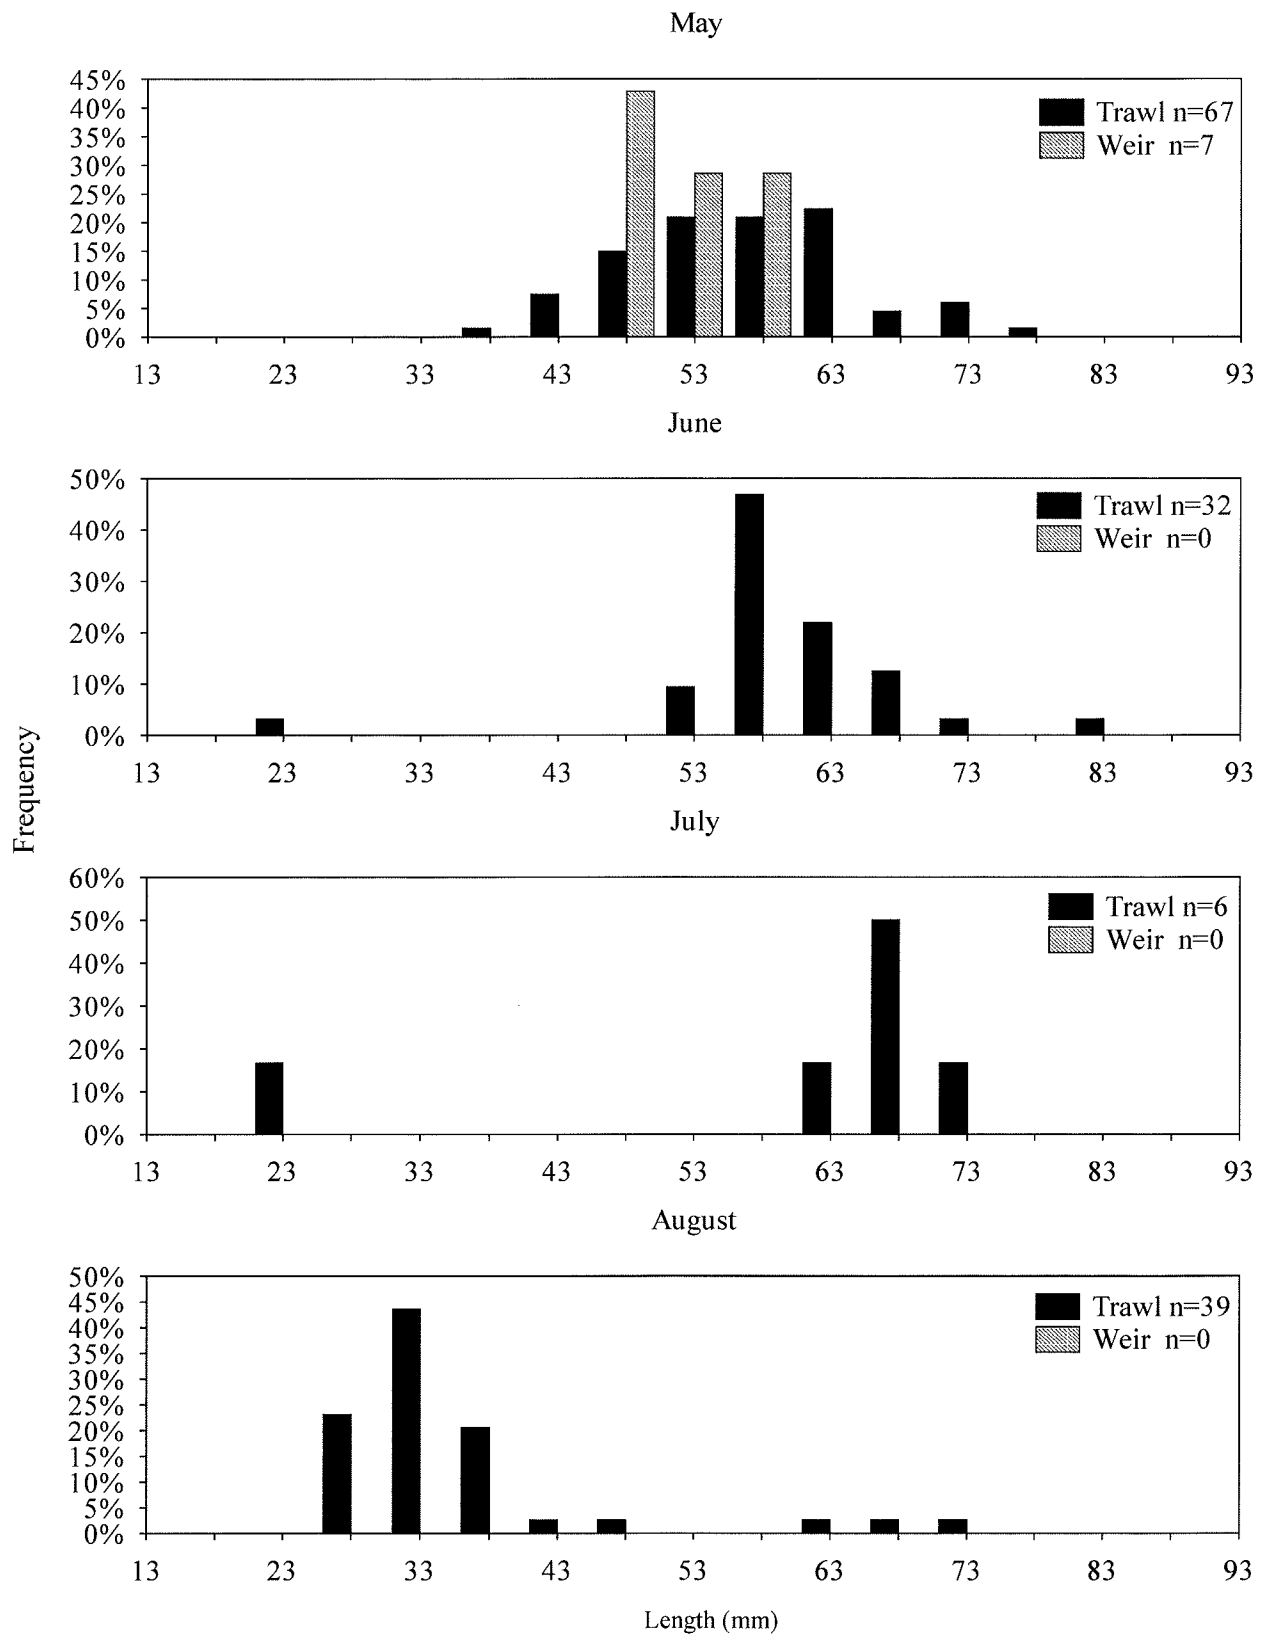 May
45%
40%
35%
30%
25%
20%
15%
10%
5%
0%
Trawl n=67
Weir n=7
13 23 33 43 53 63 73 83 93
June
50%
40%
30%
20%
10%
0%
Trawl n=32
Weir n=0
13 23 33 43 53 63 73 83 93
Frequency
July
60%
50%
40%
30%
20%
10%
0%
Trawl n=6
Weir n=0
13 23 33 43 53 63 73 83 93
August
50%
45%
40%
35%
30%
25%
20%
15%
10%
5%
0%
Trawl n=39
Weir n=0
13 23 33 43 53 63 73 83 93
Length (mm)